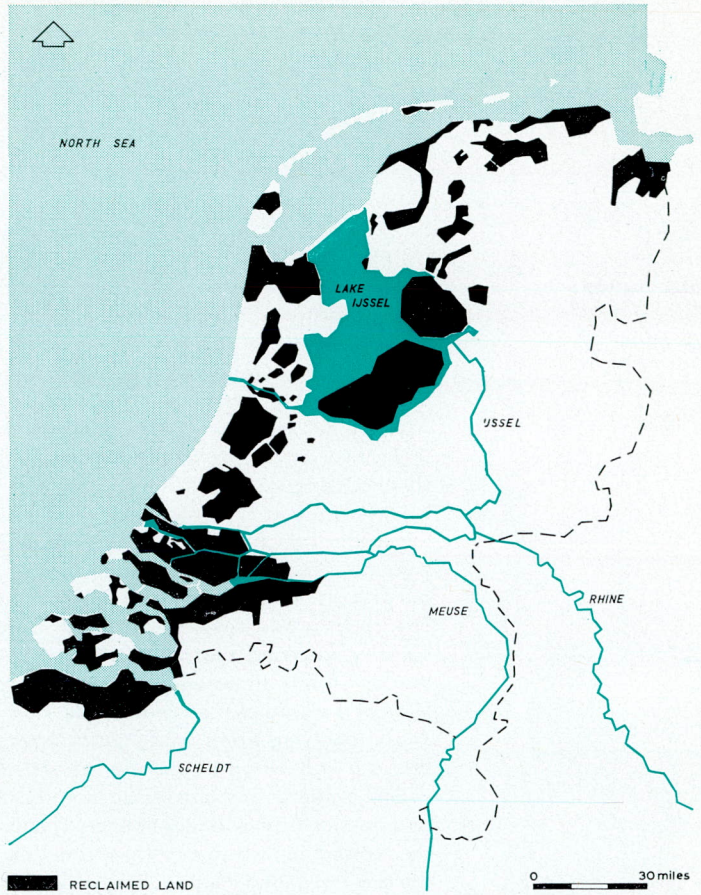 NORTH SEA
LAKE
IJSSEL
IJSSEL
MEUSE
RHINE
SCHELDT
RECLAIMED LAND
0 30 miles